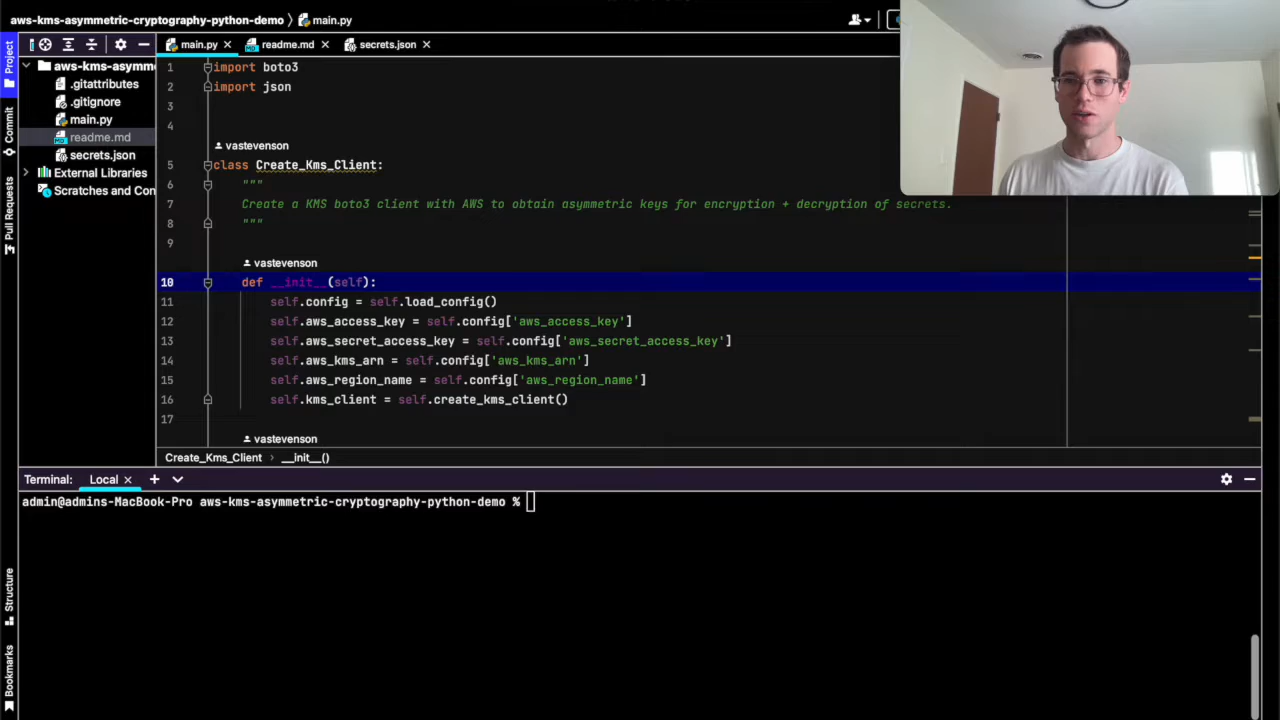 aws-kms-asymmetric-cryptography-python-demo > main.py
main.py readme.md secrets.json
Project
Commit
Pull Requests
Structure
Bookmarks
aws-kms-asymm
.gitattributes
.gitignore
main.py
readme.md
secrets.json
External Libraries
Scratches and Con
1 import boto3
2 import json
3
4
vastevenson
5 class Create_Kms_Client:
6 """
7 Create a KMS boto3 client with AWS to obtain asymmetric keys for encryption + decryption of secrets.
8 """
9
vastevenson
10 def __init__(self):
11 self.config = self.load_config()
12 self.aws_access_key = self.config['aws_access_key']
13 self.aws_secret_access_key = self.config['aws_secret_access_key']
14 self.aws_kms_arn = self.config['aws_kms_arn']
15 self.aws_region_name = self.config['aws_region_name']
16 self.kms_client = self.create_kms_client()
17
vastevenson
Create_Kms_Client > __init__()
Terminal: Local
admin@admins-MacBook-Pro aws-kms-asymmetric-cryptography-python-demo %